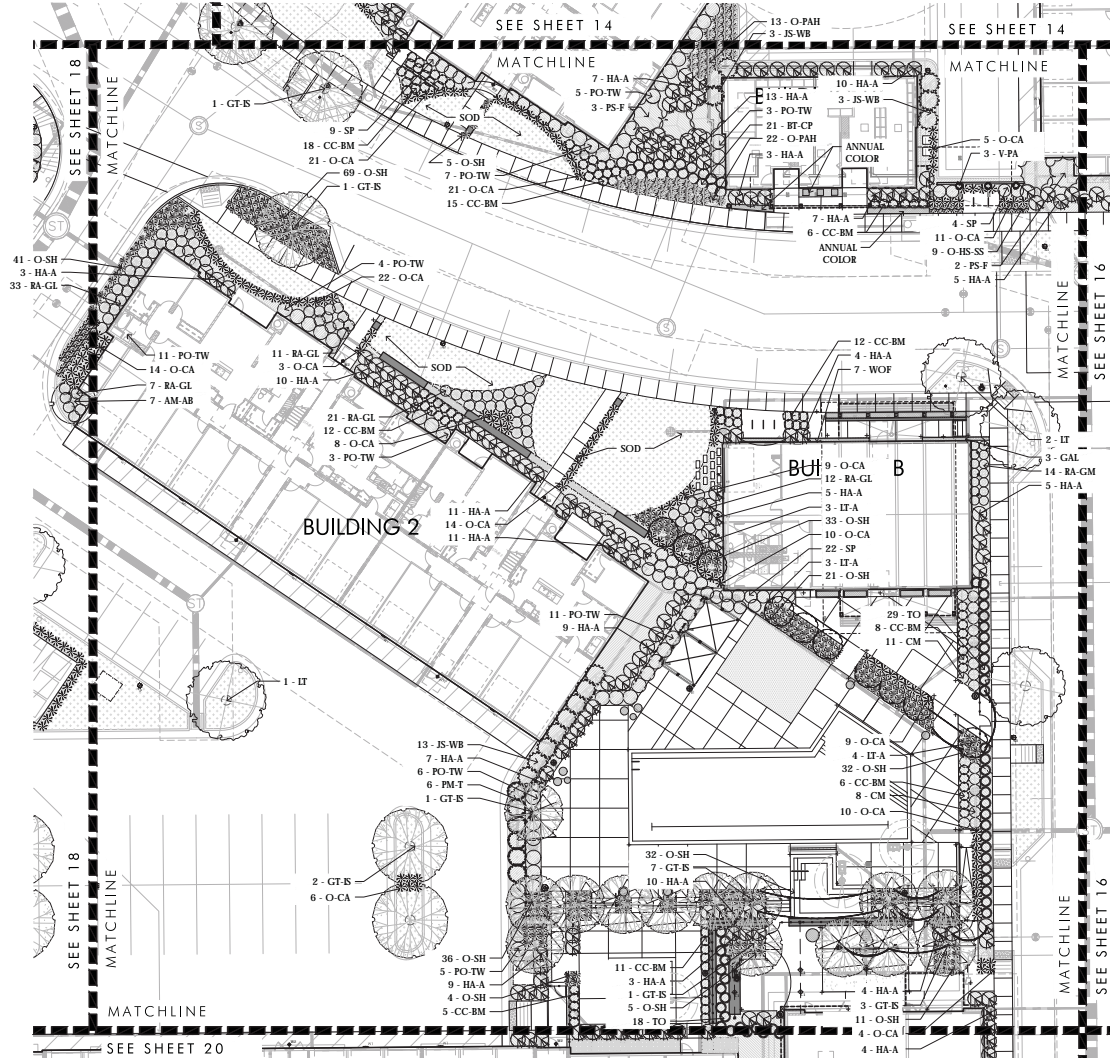 SEE SHEET 14
SEE SHEET 14
MATCHLINE
MATCHLINE
SEE SHEET 18
MATCHLINE
13 - O-PAH
3 - JS-WB
7 - HA-A
5 - PO-TW
3 - PS-F
10 - HA-A
3 - JS-WB
13 - HA-A
3 - PO-TW
21 - BT-CP
22 - O-PAH
3 - HA-A
ANNUAL
COLOR
5 - O-CA
3 - V-PA
1 - GT-IS
SOD
9 - SP
18 - CC-BM
21 - O-CA
69 - O-SH
1 - GT-IS
5 - O-SH
7 - PO-TW
21 - O-CA
15 - CC-BM
7 - HA-A
6 - CC-BM
ANNUAL
COLOR
4 - SP
11 - O-CA
9 - O-HS-SS
2 - PS-F
5 - HA-A
ST
S
S
S
41 - O-SH
3 - HA-A
33 - RA-GL
4 - PO-TW
22 - O-CA
SEE SHEET 16
MATCHLINE
11 - PO-TW
14 - O-CA
7 - RA-GL
7 - AM-AB
11 - RA-GL
3 - O-CA
10 - HA-A
SOD
12 - CC-BM
4 - HA-A
7 - WOF
21 - RA-GL
12 - CC-BM
8 - O-CA
3 - PO-TW
SOD
2 - LT
3 - GAL
14 - RA-GM
5 - HA-A
BUI B
9 - O-CA
12 - RA-GL
5 - HA-A
3 - LT-A
33 - O-SH
10 - O-CA
22 - SP
3 - LT-A
21 - O-SH
BUILDING 2
11 - HA-A
14 - O-CA
11 - HA-A
ST
11 - PO-TW
9 - HA-A
29 - TO
8 - CC-BM
11 - CM
1 - LT
13 - JS-WB
7 - HA-A
6 - PO-TW
6 - PM-T
1 - GT-IS
9 - O-CA
4 - LT-A
32 - O-SH
6 - CC-BM
8 - CM
10 - O-CA
2 - GT-IS
6 - O-CA
32 - O-SH
7 - GT-IS
10 - HA-A
SEE SHEET 18
MATCHLINE
MATCHLINE
SEE SHEET 16
36 - O-SH
5 - PO-TW
9 - HA-A
4 - O-SH
5 -CC-BM
11 - CC-BM
3 - HA-A
1 - GT-IS
5 - O-SH
18 - TO
4 - HA-A
3 - GT-IS
11 - O-SH
4 - O-CA
4 - HA-A
MATCHLINE
SEE SHEET 20